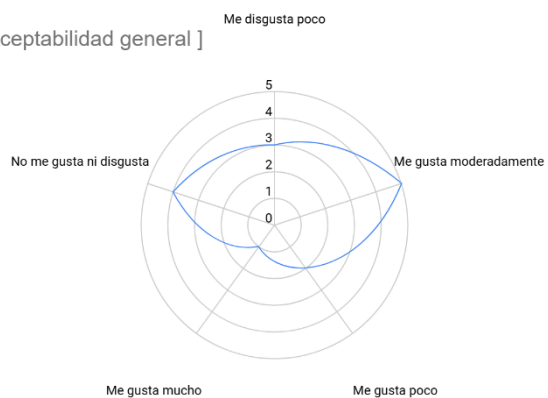 Me disgusta poco
ceptabilidad general ]
5
4
3
2
1
0
No me gusta ni disgusta
Me gusta moderadamente
Me gusta mucho
Me gusta poco